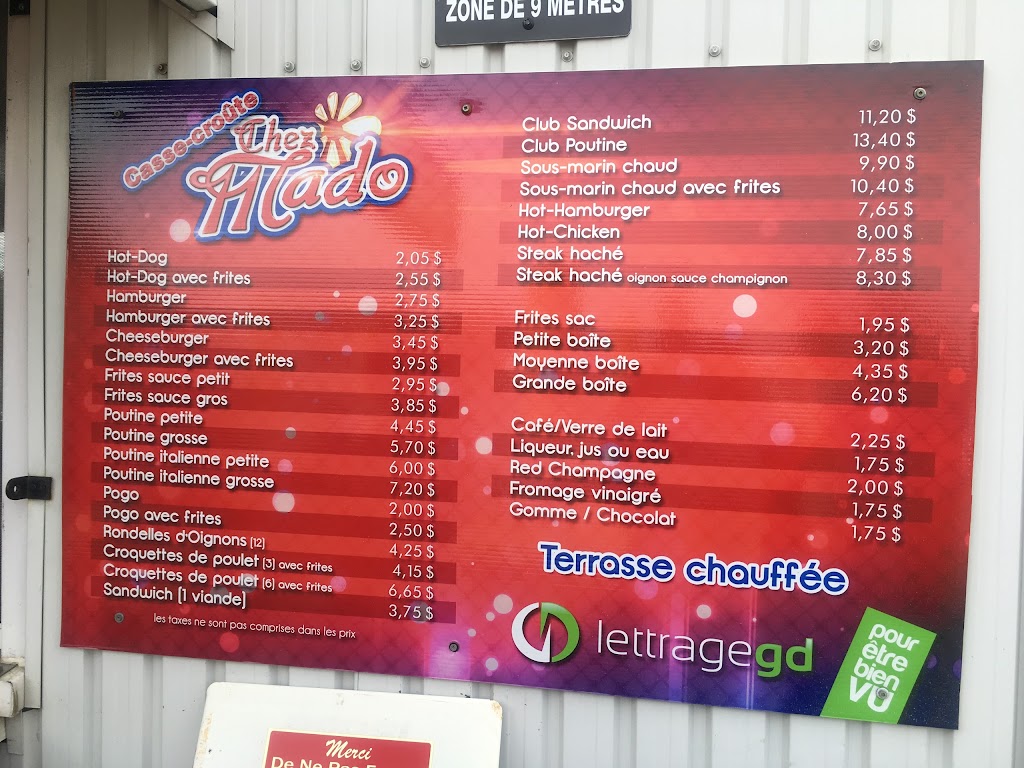 ZONE DE 9 MÈTRES
Casse-croûte
Chez
Mado
Hot-Dog 2,05 $
Hot-Dog avec frites 2,55 $
Hamburger 2,75 $
Hamburger avec frites 3,25 $
Cheeseburger 3,45 $
Cheeseburger avec frites 3,95 $
Frites sauce petit 2,95 $
Frites sauce gros 3,85 $
Poutine petite 4,45 $
Poutine grosse 5,70 $
Poutine italienne petite 6,00 $
Poutine italienne grosse 7,20 $
Pogo 2,00 $
Pogo avec frites 2,50 $
Rondelles d'Oignons [12] 4,25 $
Croquettes de poulet [3] avec frites 4,15 $
Croquettes de poulet [6] avec frites 6,65 $
Sandwich [1 viande] 3,75 $
les taxes ne sont pas comprises dans les prix
Club Sandwich 11,20 $
Club Poutine 13,40 $
Sous-marin chaud 9,90 $
Sous-marin chaud avec frites 10,40 $
Hot-Hamburger 7,65 $
Hot-Chicken 8,00 $
Steak haché 7,85 $
Steak haché oignon sauce champignon 8,30 $
Frites sac 1,95 $
Petite boîte 3,20 $
Moyenne boîte 4,35 $
Grande boîte 6,20 $
Café/Verre de lait 2,25 $
Liqueur, jus ou eau 1,75 $
Red Champagne 2,00 $
Fromage vinaigré 1,75 $
Gomme / Chocolat 1,75 $
Terrasse chauffée
lettragegd
pour
être
bien
VU
Merci
De Ne Pas